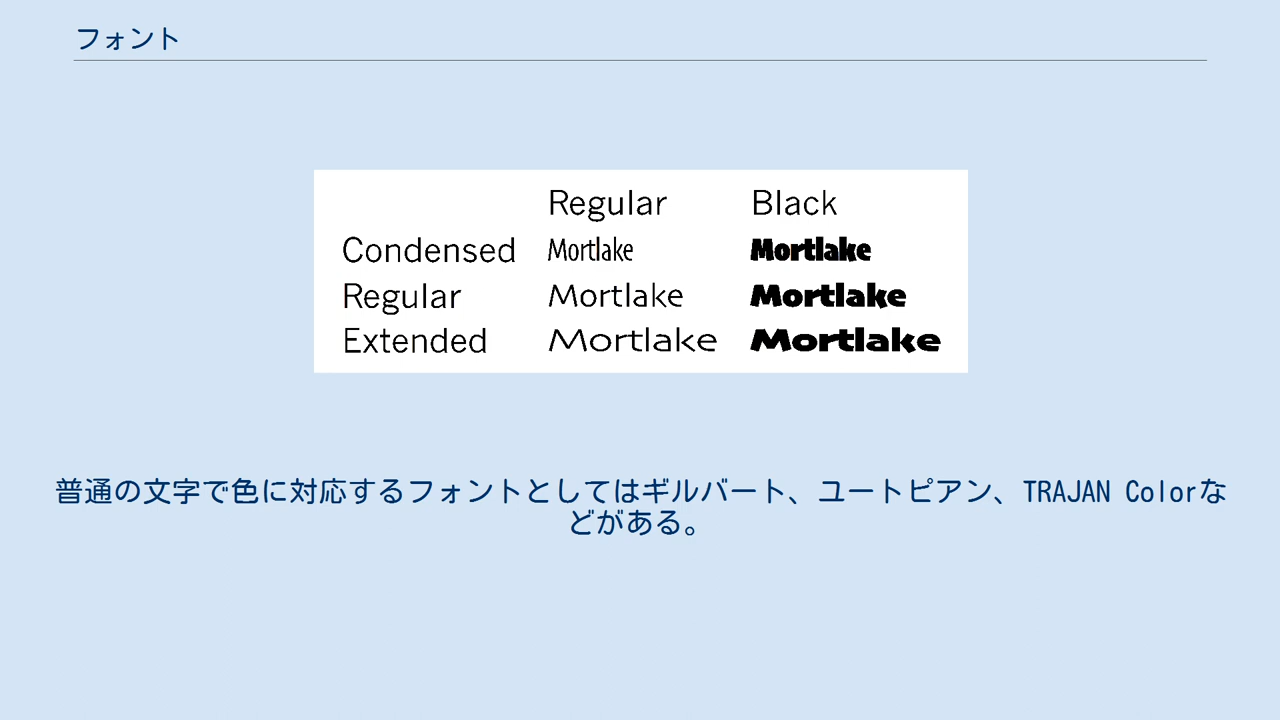 フォント
Regular Black
Condensed Mortlake Mortlake
Regular Mortlake Mortlake
Extended Mortlake Mortlake
普通の文字で色に対応するフォントとしてはギルバート、ユートピアン、TRAJAN Colorな
どがある。